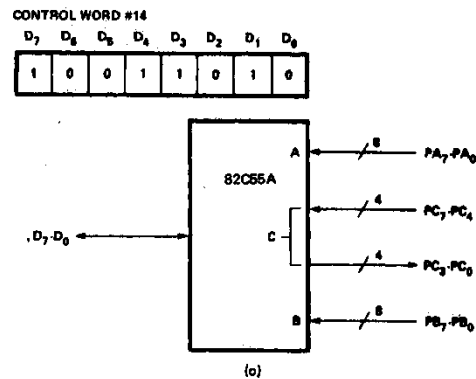 CONTROL WORD #14
D7 D6 D5 D4 D3 D2 D1 D0
1 0 0 1 1 0 1 0
A 8 PA7-PA0
82C55A
4 PC7-PC4
D7-D0 C
4 PC3-PC0
B 8 PB7-PB0
(o)